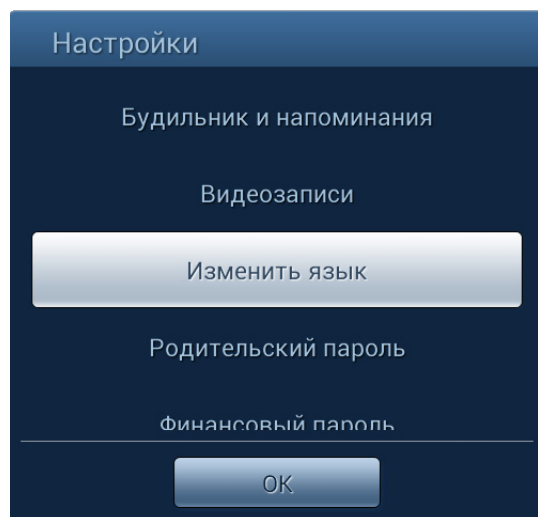 Настройки
Будильник и напоминания
Видеозаписи
Изменить язык
Родительский пароль
Финансовый пароль
OK